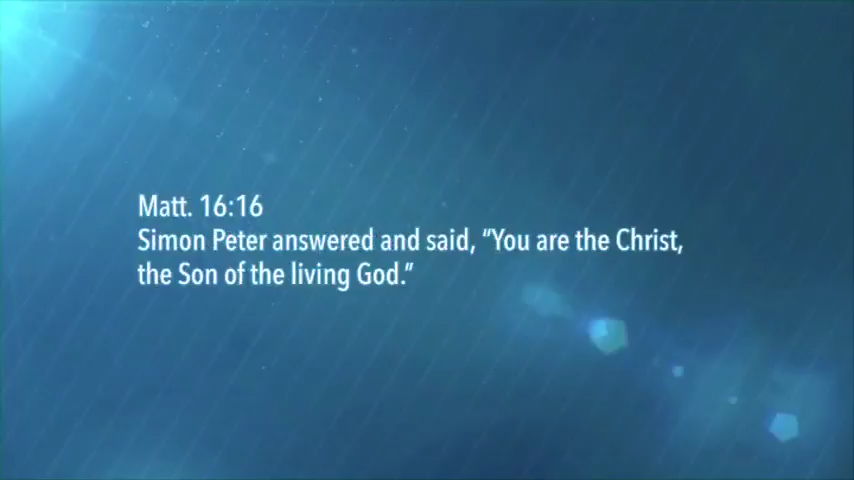 Matt. 16:16
Simon Peter answered and said, “You are the Christ,
the Son of the living God.”